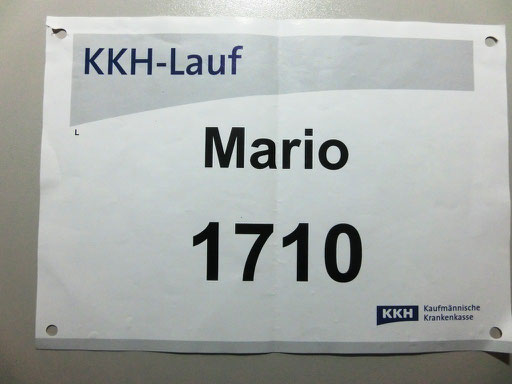 KKH-Lauf
L
Mario
1710
KKH Kaufmännische
Krankenkasse